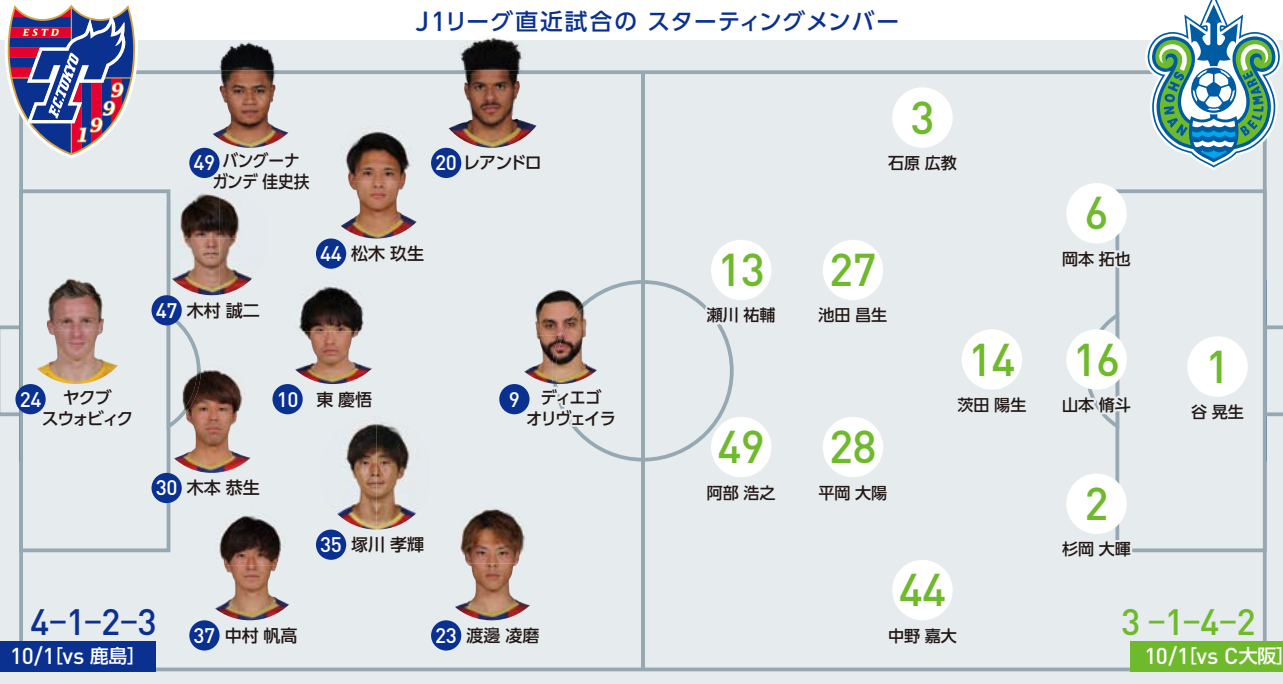 J1リーグ直近試合の スターティングメンバー
ESTD
F.C.TOKYO
1999
SHONAN BELLMARE
49 バングーナ
ガンデ 佳史扶
20 レアンドロ
44 松木 玖生
47 木村 誠二
24 ヤクブ
スウォビィク
10 東 慶悟
9 ディエゴ
オリヴェイラ
30 木本 恭生
35 塚川 孝輝
37 中村 帆高
23 渡邊 凌磨
4-1-2-3
10/1[vs 鹿島]
3
石原 広教
6
岡本 拓也
13
瀬川 祐輔
27
池田 昌生
14
茨田 陽生
16
山本 脩斗
1
谷 晃生
49
阿部 浩之
28
平岡 大陽
2
杉岡 大暉
44
中野 嘉大
3-1-4-2
10/1[vs C大阪]